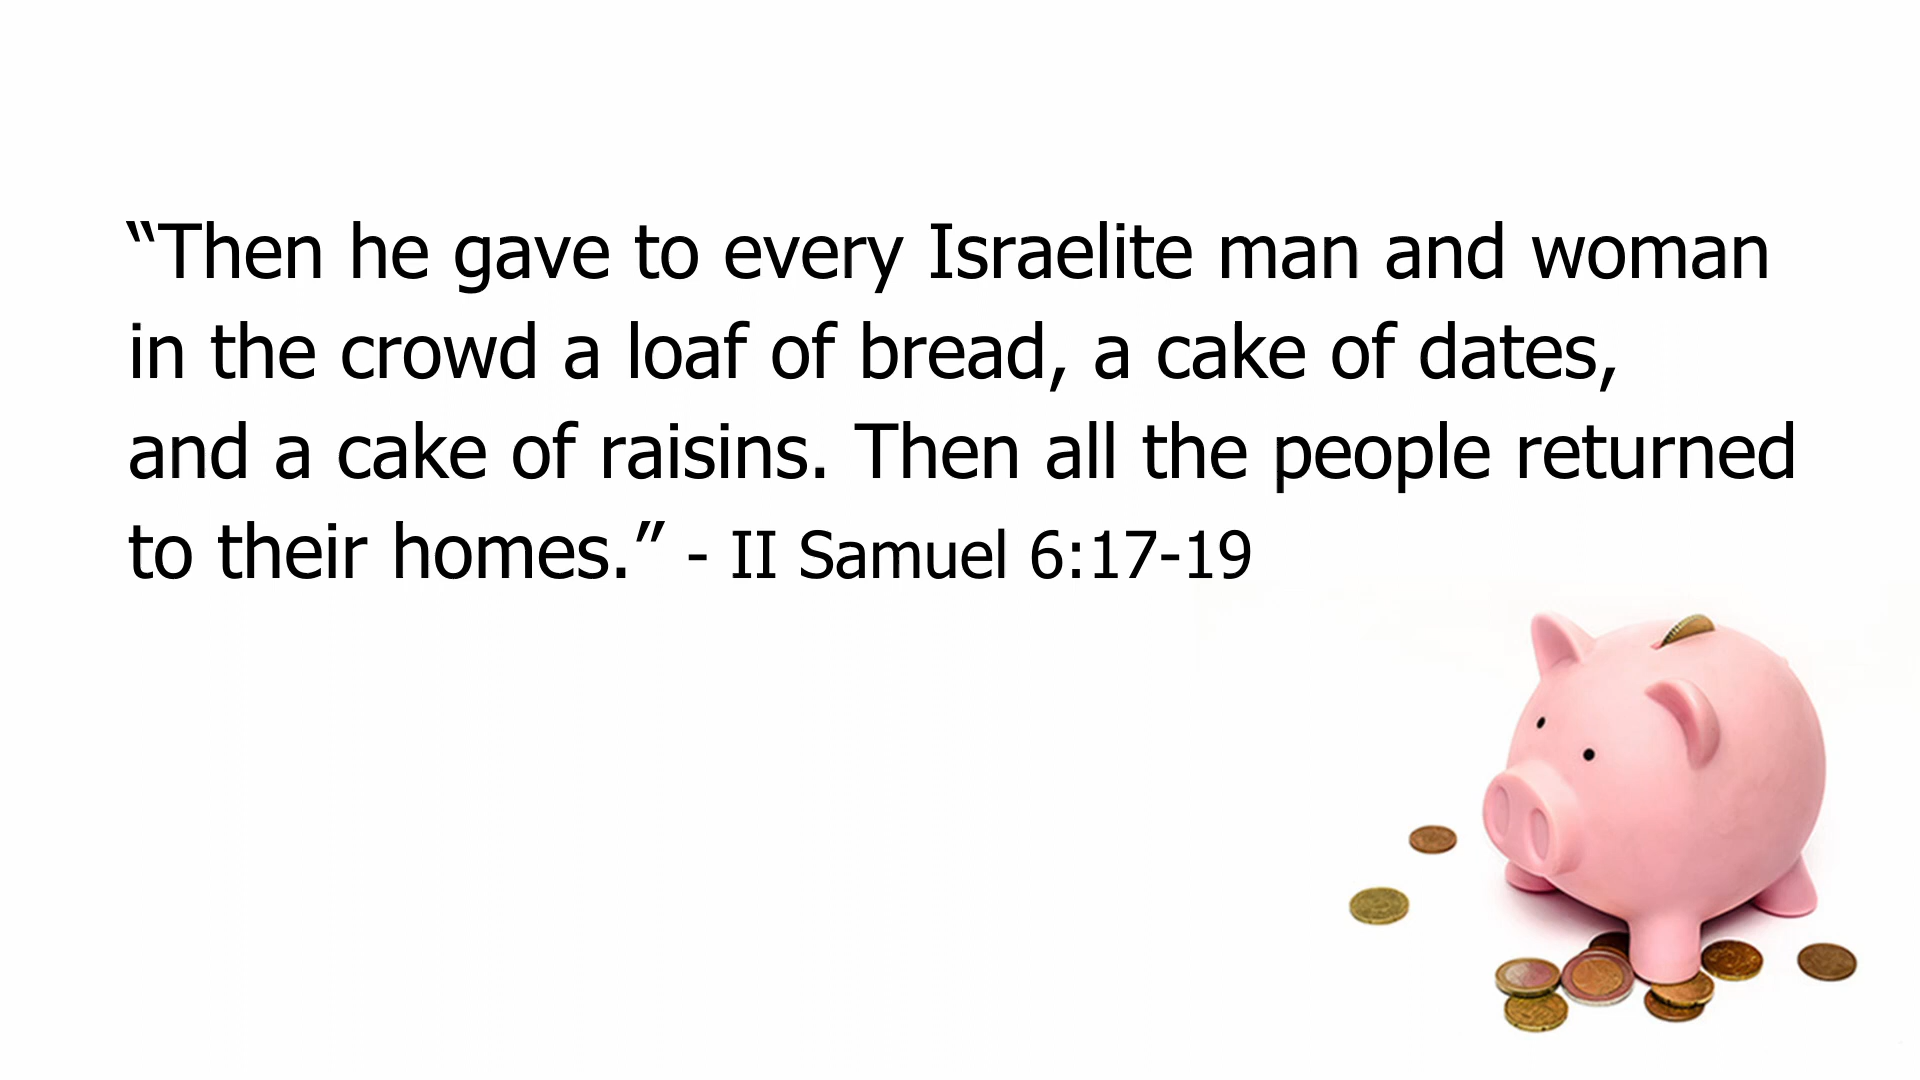 “Then he gave to every Israelite man and woman
in the crowd a loaf of bread, a cake of dates,
and a cake of raisins. Then all the people returned
to their homes.” - II Samuel 6:17-19